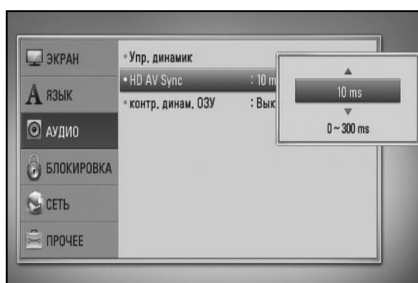 ЭКРАН
ЯЗЫК
АУДИО
БЛОКИРОВКА
СЕТЬ
ПРОЧЕЕ
• Упр. динамик
• HD AV Sync : 10 m
• контр. динам. ОЗУ : Вык
10 ms
0 ~ 300 ms